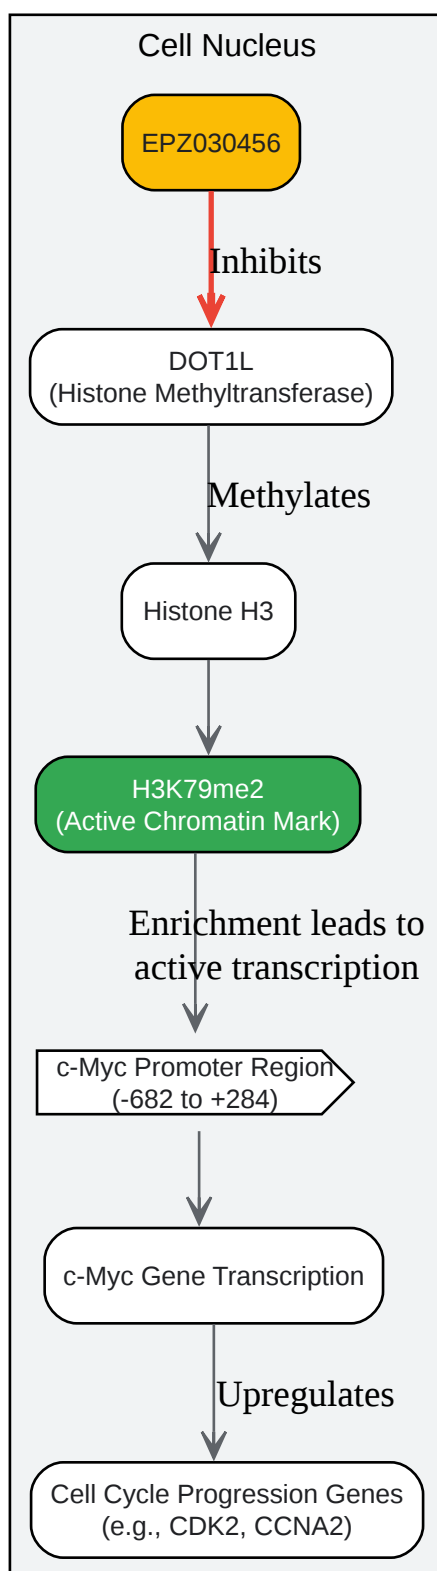 Cell Nucleus
EPZ030456
Inhibits
DOT1L
(Histone Methyltransferase)
Methylates
Histone H3
H3K79me2
(Active Chromatin Mark)
Enrichment leads to
active transcription
c-Myc Promoter Region
(-682 to +284)
c-Myc Gene Transcription
Upregulates
Cell Cycle Progression Genes
(e.g., CDK2, CCNA2)